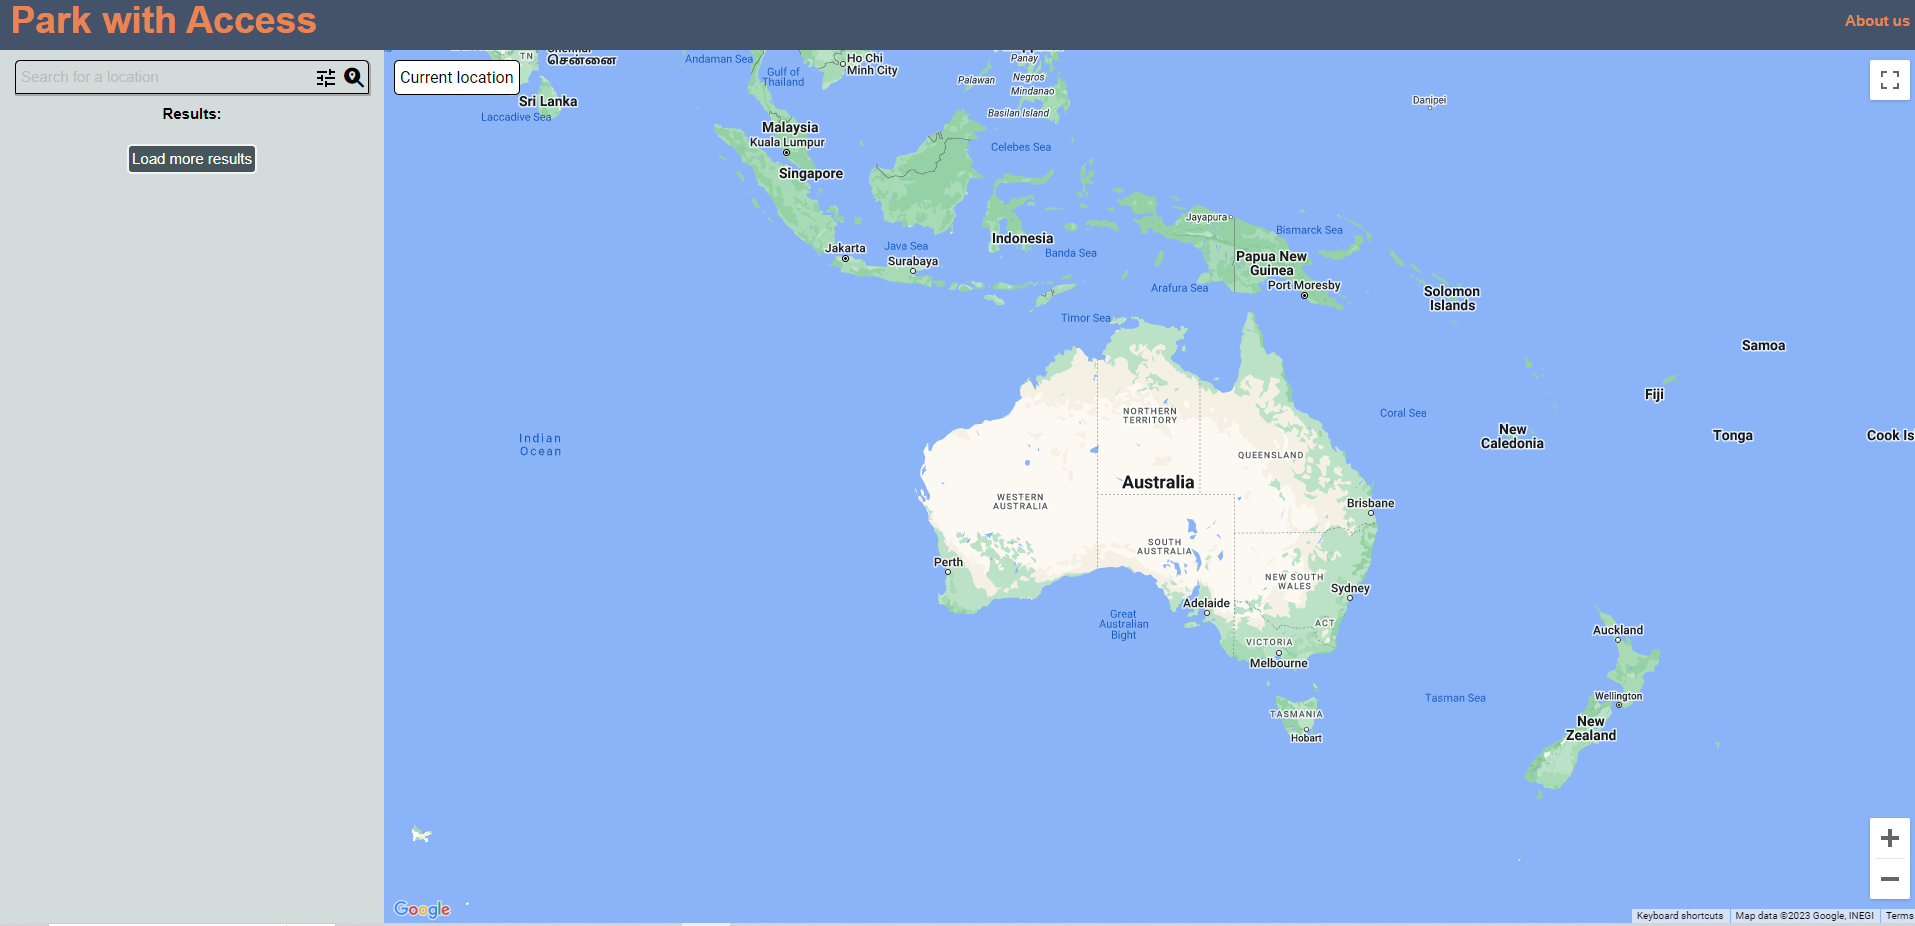 Park with Access
About us
Search for a location
Results:
Load more results
Current location
சென்னை
TN
Sri Lanka
Laccadive Sea
Andaman Sea
Gulf of
Thailand
Ho Chi
Minh City
Panay
Palawan
Negros
Mindanao
Basilan Island
Danipei
Malaysia
Kuala Lumpur
Singapore
Celebes Sea
Indonesia
Jakarta
Java Sea
Surabaya
Banda Sea
Jayapura
Bismarck Sea
Papua New
Guinea
Port Moresby
Arafura Sea
Timor Sea
Solomon
Islands
Samoa
Fiji
Coral Sea
New
Caledonia
Tonga
Cook Is
Indian
Ocean
NORTHERN
TERRITORY
QUEENSLAND
Australia
WESTERN
AUSTRALIA
Brisbane
SOUTH
AUSTRALIA
Perth
NEW SOUTH
WALES
Sydney
Adelaide
Great
Australian
Bight
ACT
VICTORIA
Melbourne
Auckland
Tasman Sea
Wellington
TASMANIA
Hobart
New
Zealand
Google
Keyboard shortcuts
Map data ©2023 Google, INEGI
Terms